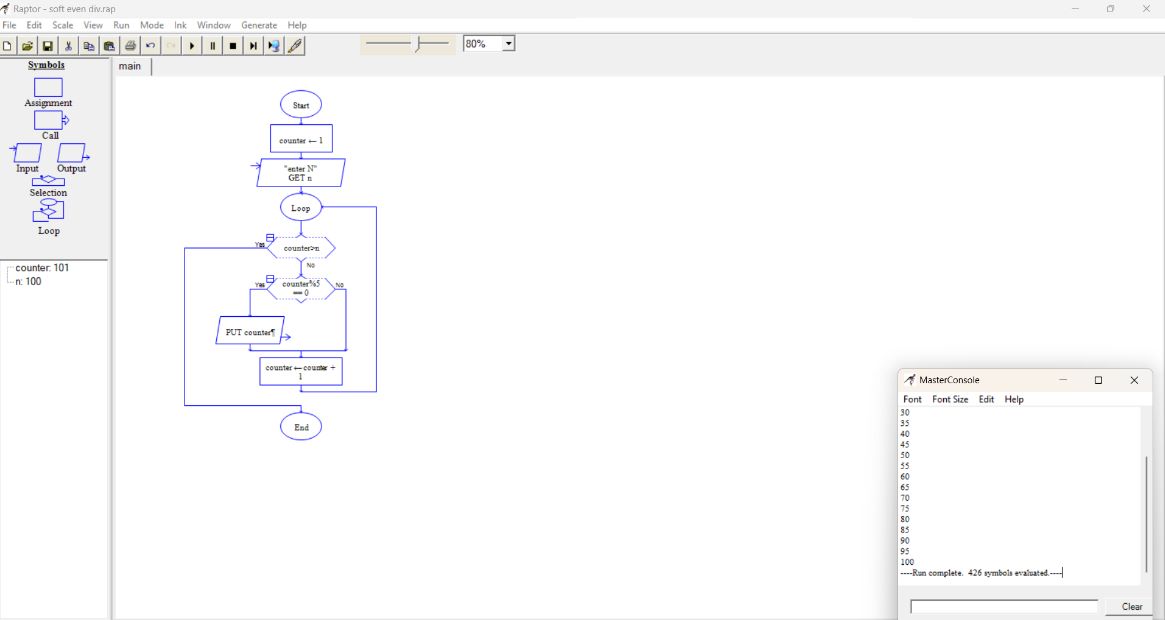 Raptor - soft even div.rap
File Edit Scale View Run Mode Ink Window Generate Help
80%
Symbols
Assignment
Call
Input Output
Selection
Loop
counter: 101
n: 100
main
Start
counter ← 1
"enter N"
GET n
Loop
counter>n
Yes
No
counter%5
== 0
Yes
No
PUT counter¶
counter ← counter +
1
End
MasterConsole
Font Font Size Edit Help
30
35
40
45
50
55
60
65
70
75
80
85
90
95
100
----Run complete. 426 symbols evaluated.----
Clear